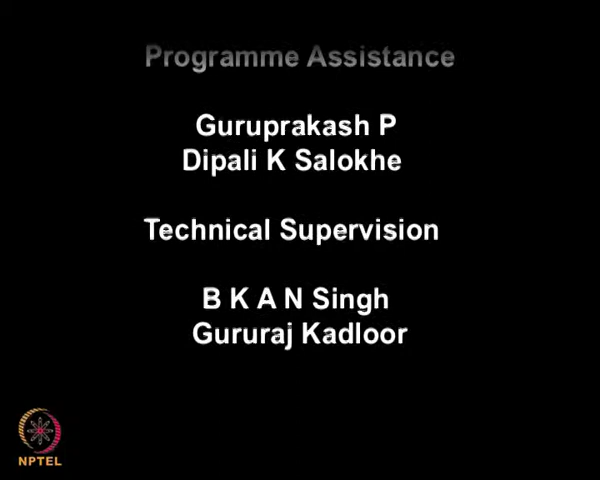 Programme Assistance
Guruprakash P
Dipali K Salokhe
Technical Supervision
B K A N Singh
Gururaj Kadloor
NPTEL